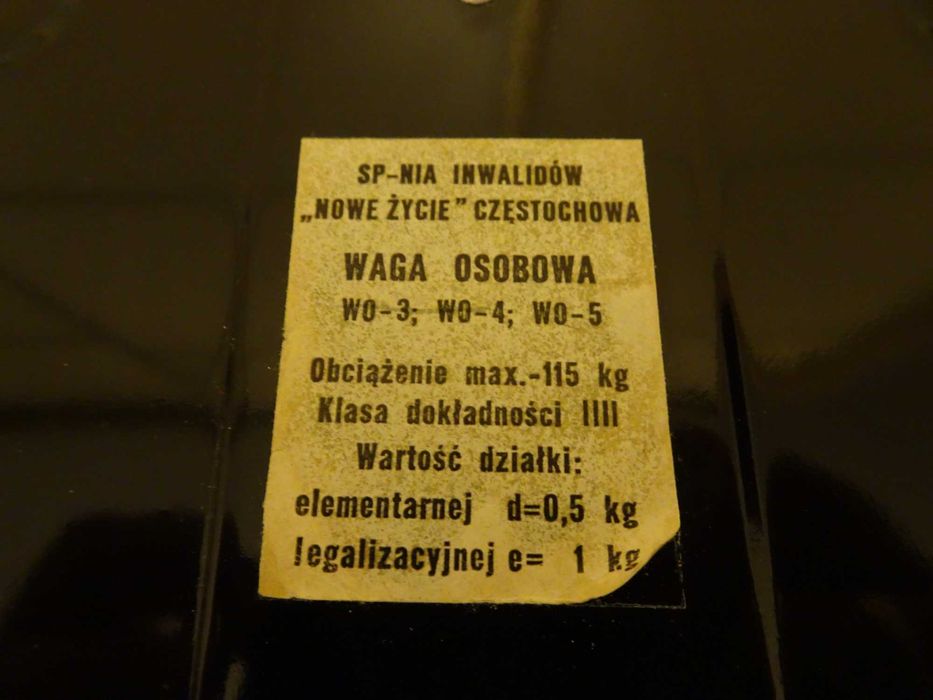 SP-NIA INWALIDÓW
„NOWE ŻYCIE” CZĘSTOCHOWA
WAGA OSOBOWA
WO-3; WO-4; WO-5
Obciążenie max.-115 kg
Klasa dokładności IIII
Wartość działki:
elementarnej d=0,5 kg
legalizacyjnej e= 1 kg